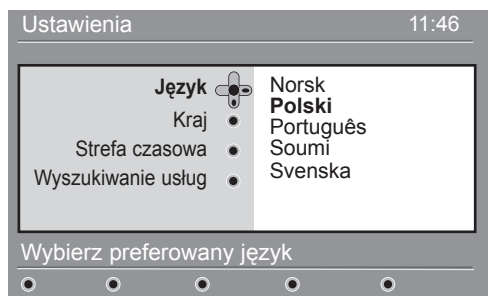 Ustawienia 11:46
Język
Kraj
Strefa czasowa
Wyszukiwanie usług
Norsk
Polski
Português
Soumi
Svenska
Wybierz preferowany język